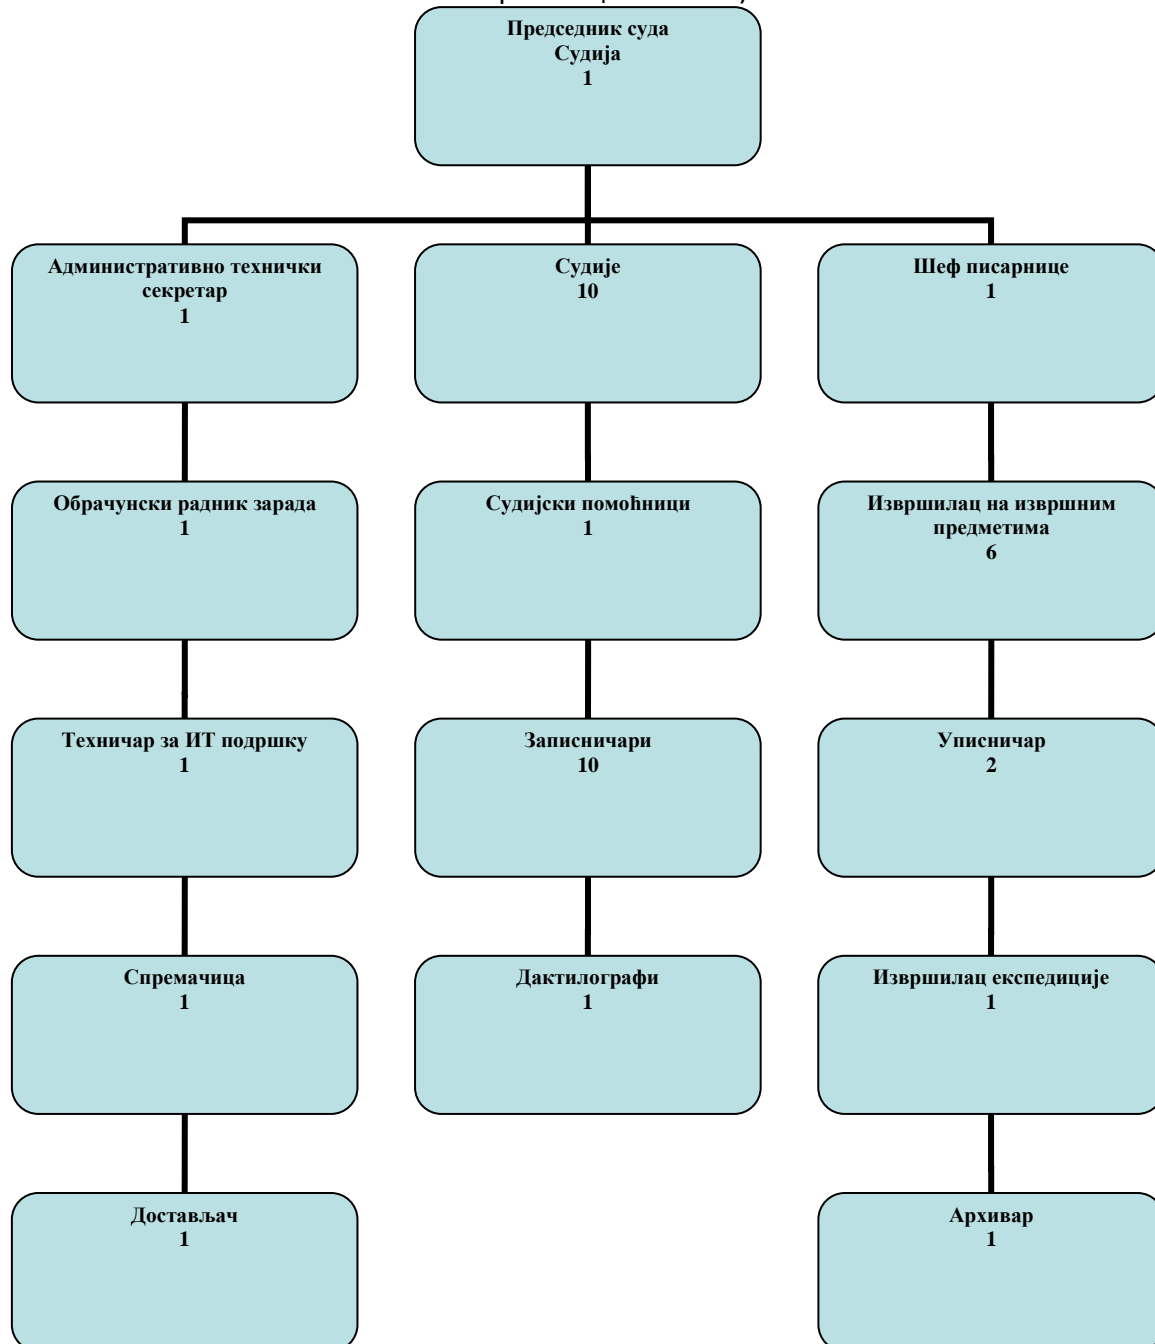 Председник суда
Судија
1
Административно технички
секретар
1
Судије
10
Шеф писарнице
1
Обрачунски радник зарада
1
Судијски помоћници
1
Извршилац на извршним
предметима
6
Техничар за ИТ подршку
1
Записничари
10
Уписничар
2
Спремачица
1
Дактилографи
1
Извршилац експедиције
1
Достављач
1
Архивар
1